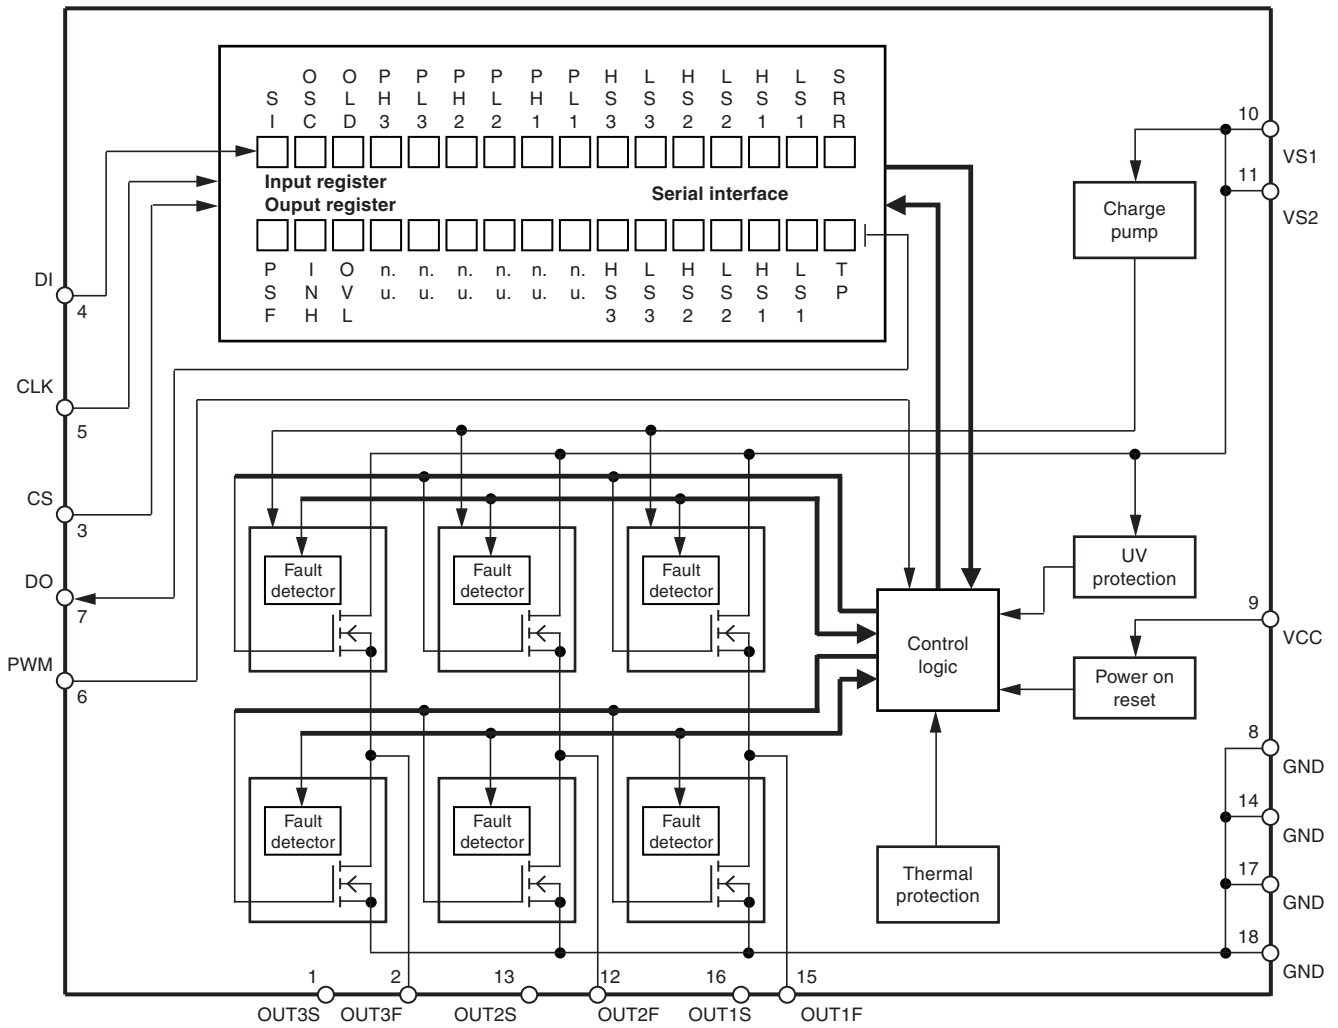 S I
O S C
O L D
P H 3
P L 3
P H 2
P L 2
P H 1
P L 1
H S 3
L S 3
H S 2
L S 2
H S 1
L S 1
S R R
Input register
Ouput register
Serial interface
P S F
I N H
O V L
n. u.
n. u.
n. u.
n. u.
n. u.
n. u.
H S 3
L S 3
H S 2
L S 2
H S 1
L S 1
T P
DI
4
CLK
5
CS
3
DO
7
PWM
6
10
VS1
11
VS2
Charge
pump
Fault
detector
Fault
detector
Fault
detector
Control
logic
UV
protection
9
VCC
Power on
reset
8
GND
14
GND
17
GND
18
GND
Fault
detector
Fault
detector
Fault
detector
Thermal
protection
1
OUT3S
2
OUT3F
13
OUT2S
12
OUT2F
16
OUT1S
15
OUT1F